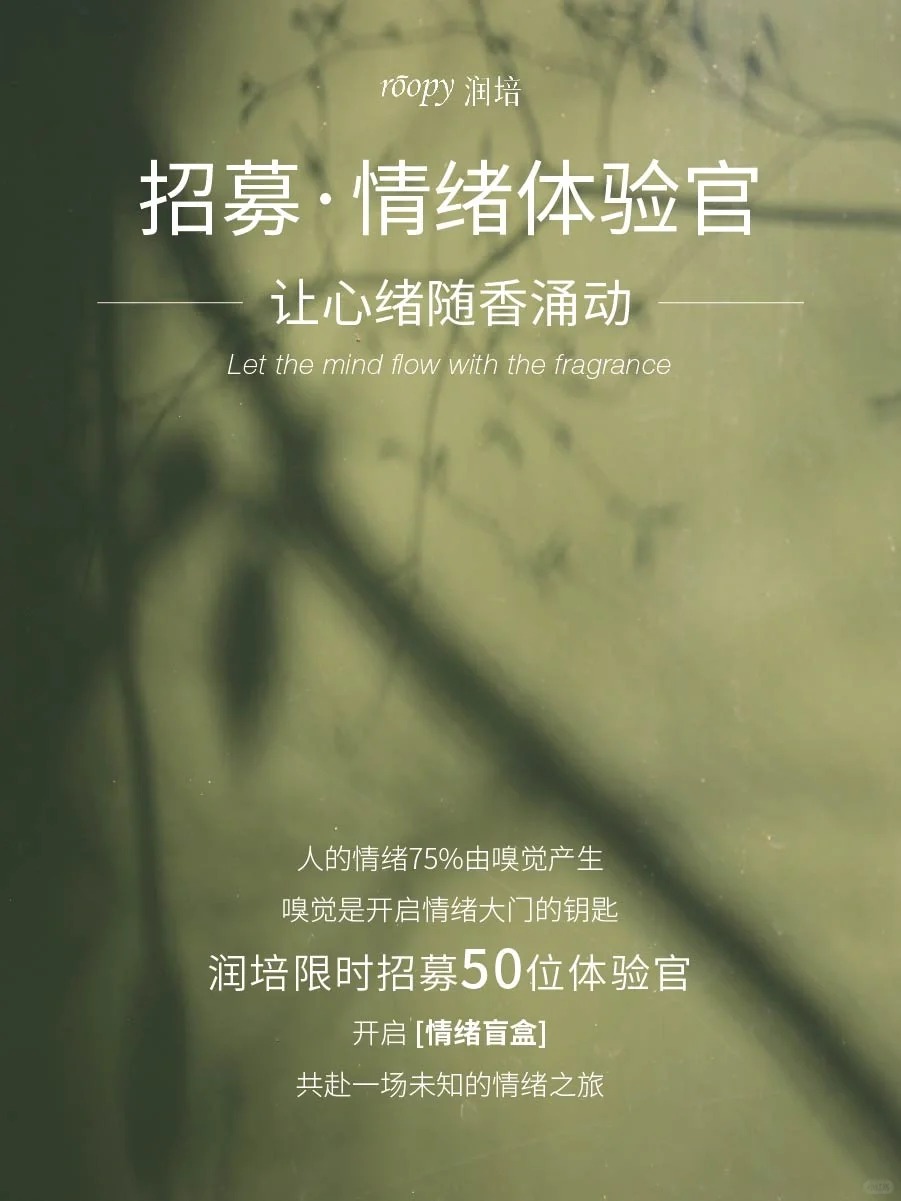 rōopy 润培
招募·情绪体验官
让心绪随香涌动
Let the mind flow with the fragrance
人的情绪75%由嗅觉产生
嗅觉是开启情绪大门的钥匙
润培限时招募50位体验官
开启 [情绪盲盒]
共赴一场未知的情绪之旅